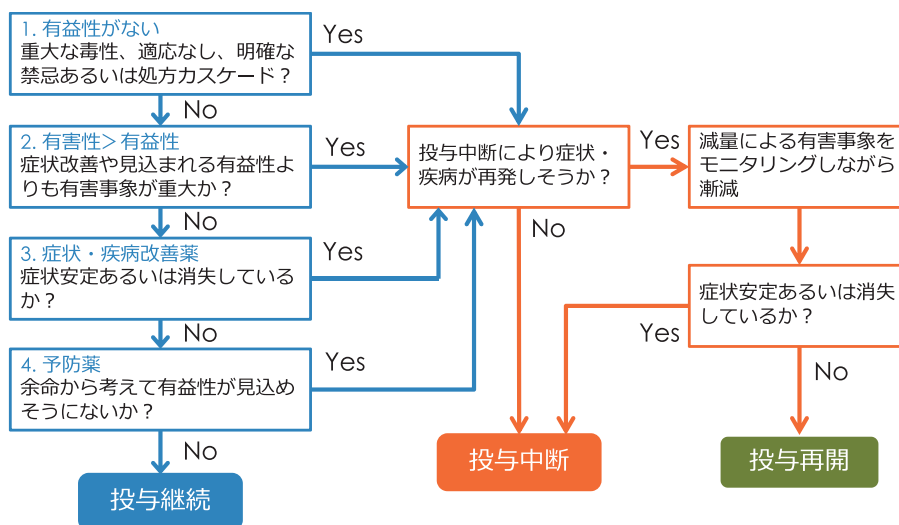 1. 有益性がない
重大な毒性、適応なし、明確な
禁忌あるいは処方カスケード？
Yes
No
2. 有害性＞有益性
症状改善や見込まれる有益性よ
りも有害事象が重大か？
Yes
No
3. 症状・疾病改善薬
症状安定あるいは消失している
か？
Yes
No
4. 予防薬
余命から考えて有益性が見込め
そうにないか？
Yes
No
投与継続
投与中断により症状・
疾病が再発しそうか？
Yes
No
減量による有害事象を
モニタリングしながら
漸減
症状安定あるいは消失
しているか？
Yes
No
投与中断
投与再開